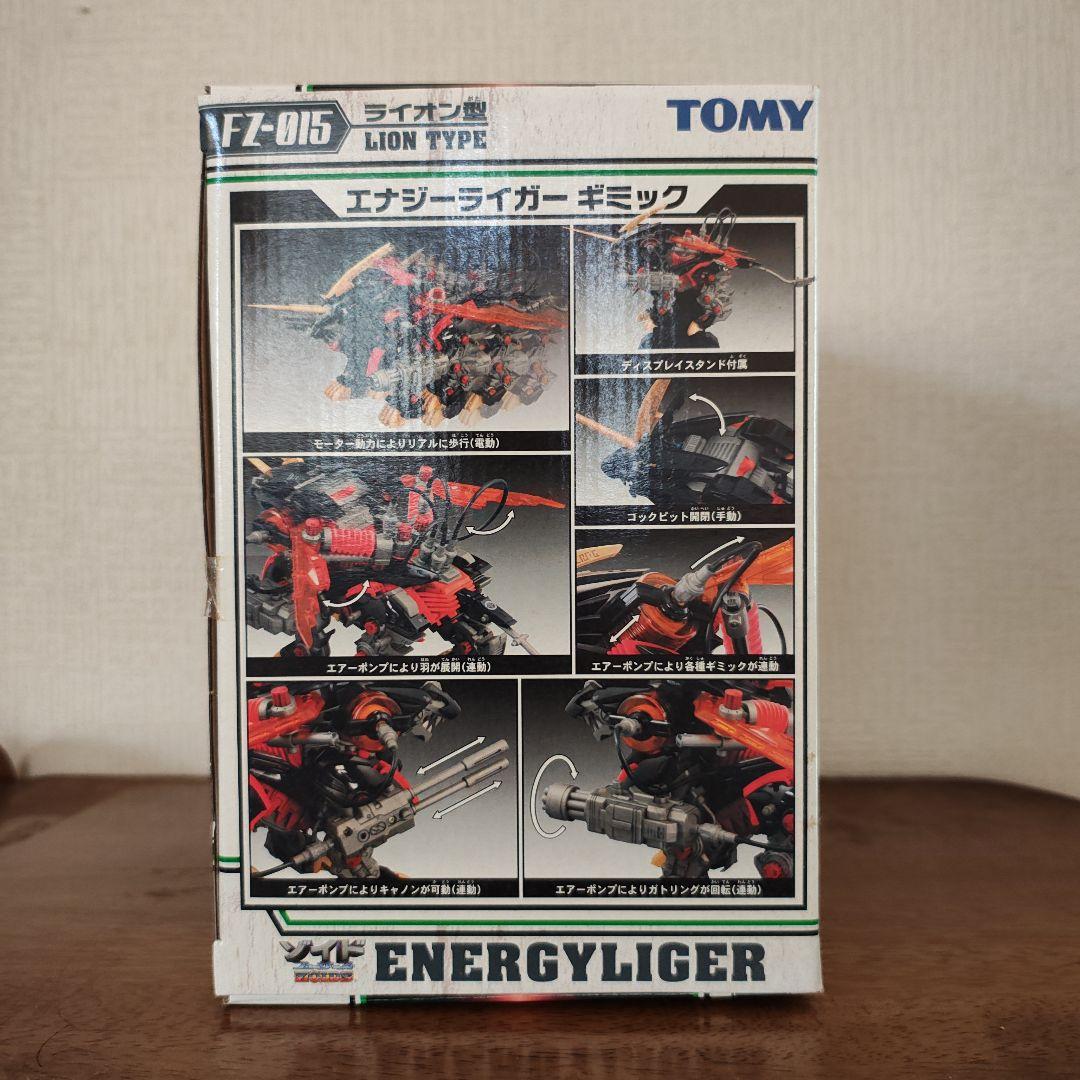 FZ-015
ライオン型
LION TYPE
TOMY
エナジーライガー ギミック
モーター動力によりリアルに歩行(電動)
ディスプレイスタンド付属
コックピット開閉(手動)
エアーポンプにより羽が展開(連動)
エアーポンプにより各種ギミックが連動
エアーポンプによりキャノンが可動(連動)
エアーポンプによりガトリングが回転(連動)
ゾイド
ZOIDS
ENERGYLIGER